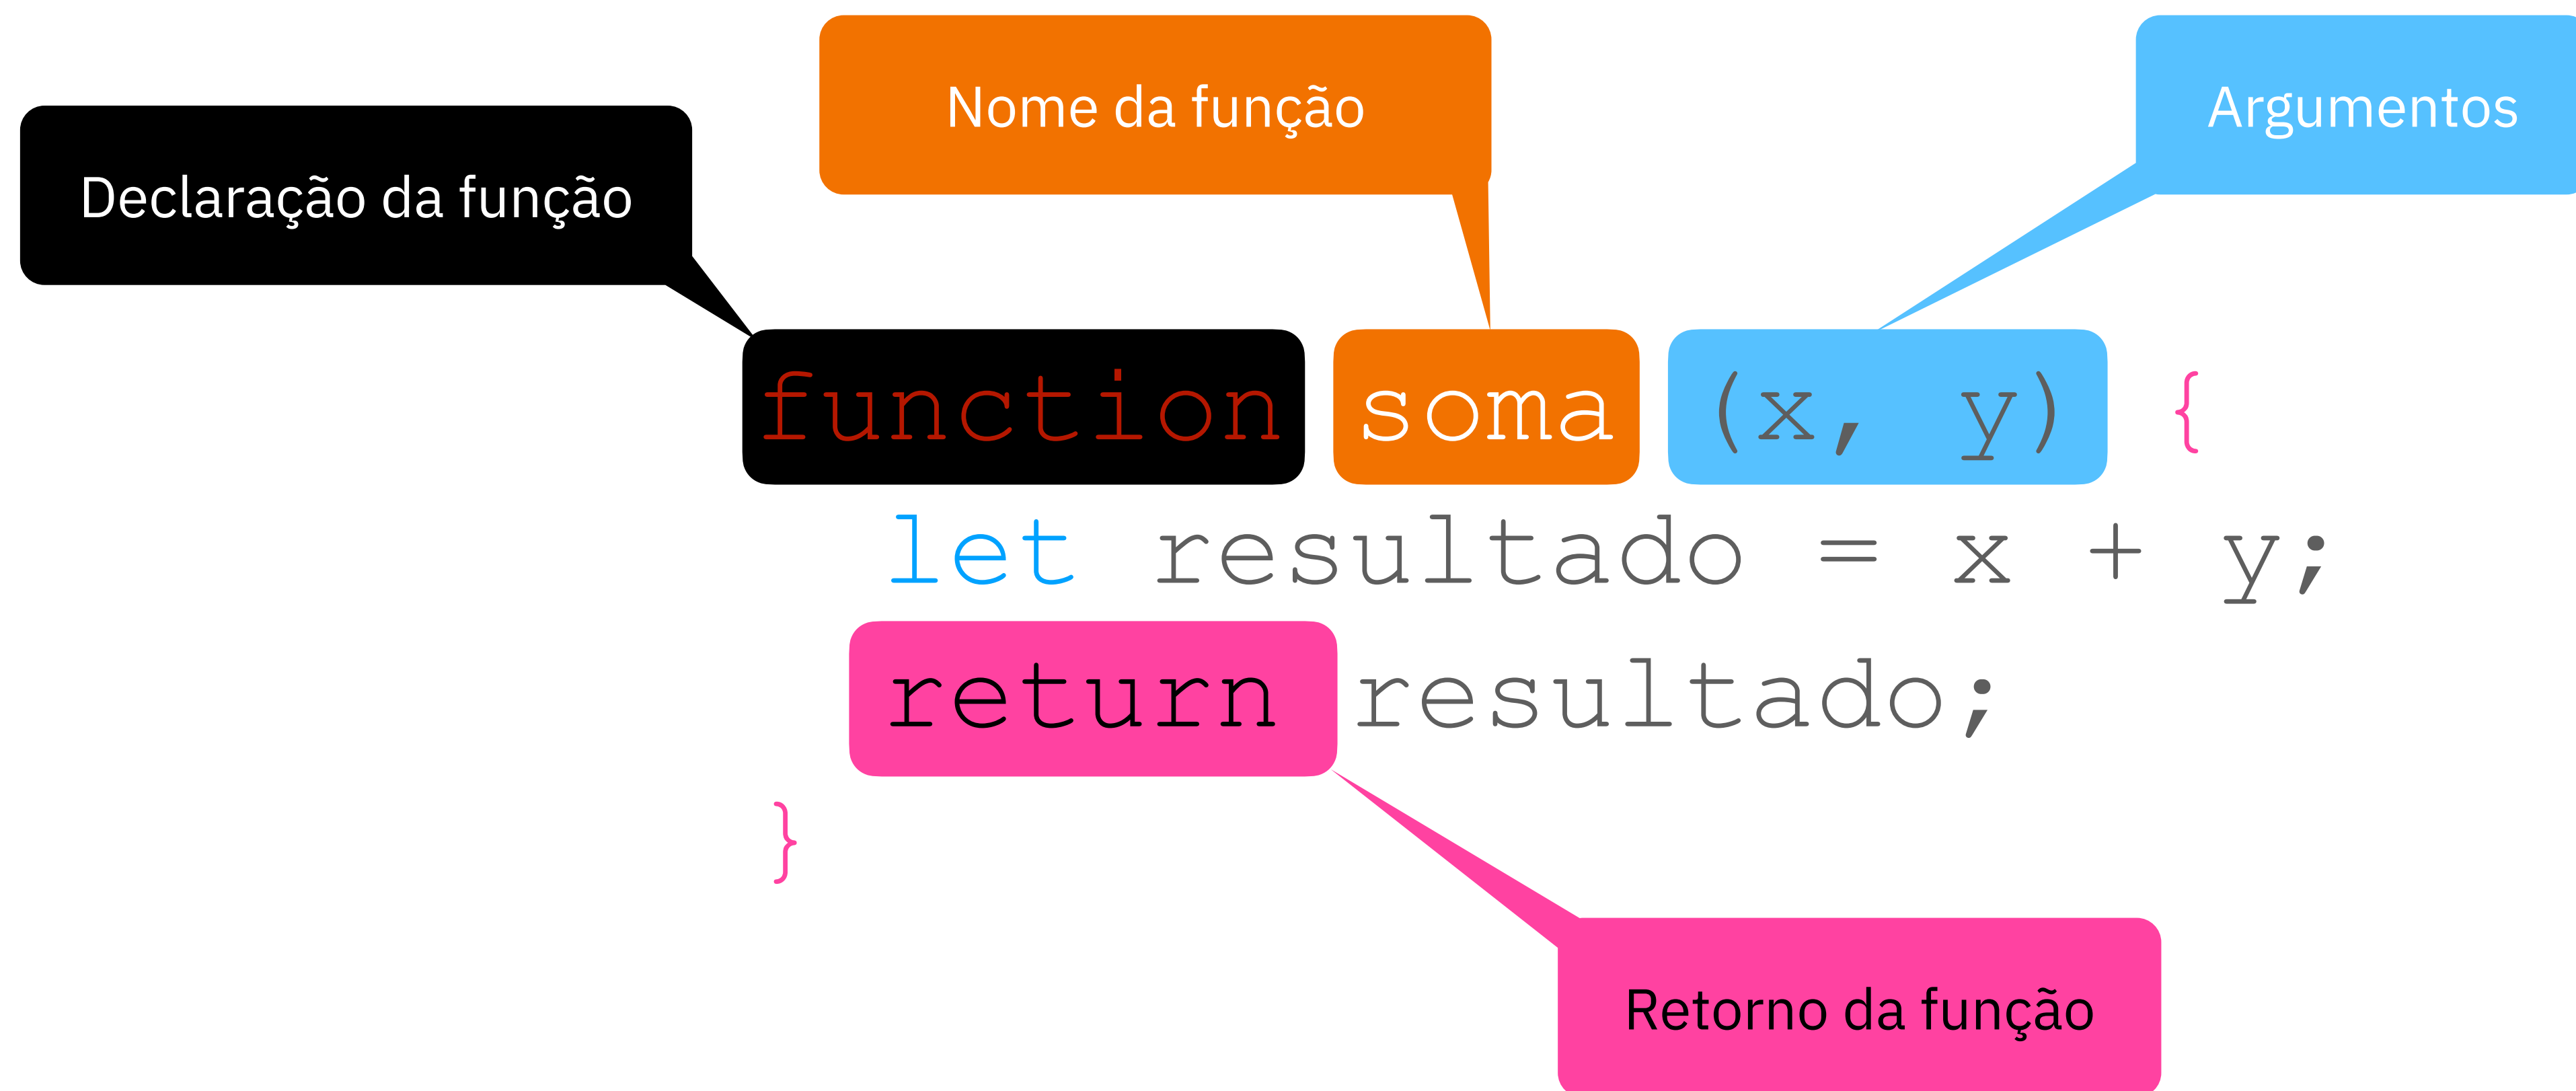 Nome da função
Argumentos
Declaração da função
function soma (x, y) {
let resultado = x + y;
return resultado;
}
Retorno da função